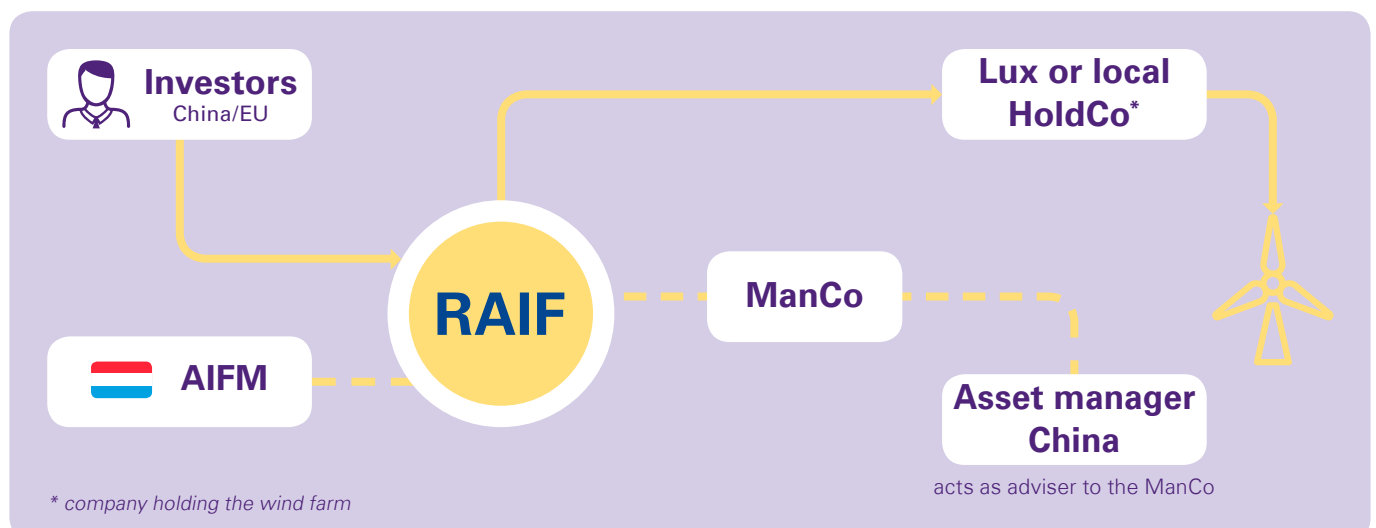 Investors
China/EU
Lux or local
HoldCo*
RAIF
ManCo
AIFM
Asset manager
China
acts as adviser to the ManCo
* company holding the wind farm